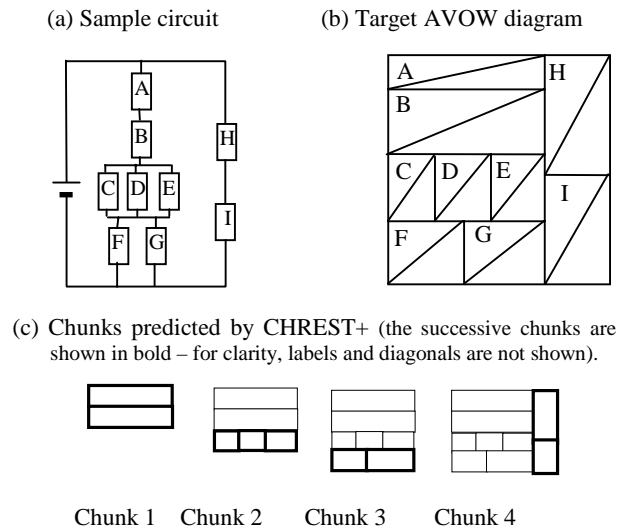 (a) Sample circuit
(b) Target AVOW diagram
A
B
C D E
F G
H
I
A
B
C D E
F G
H
I
(c) Chunks predicted by CHREST+ (the successive chunks are
shown in bold – for clarity, labels and diagonals are not shown).
Chunk 1 Chunk 2 Chunk 3 Chunk 4